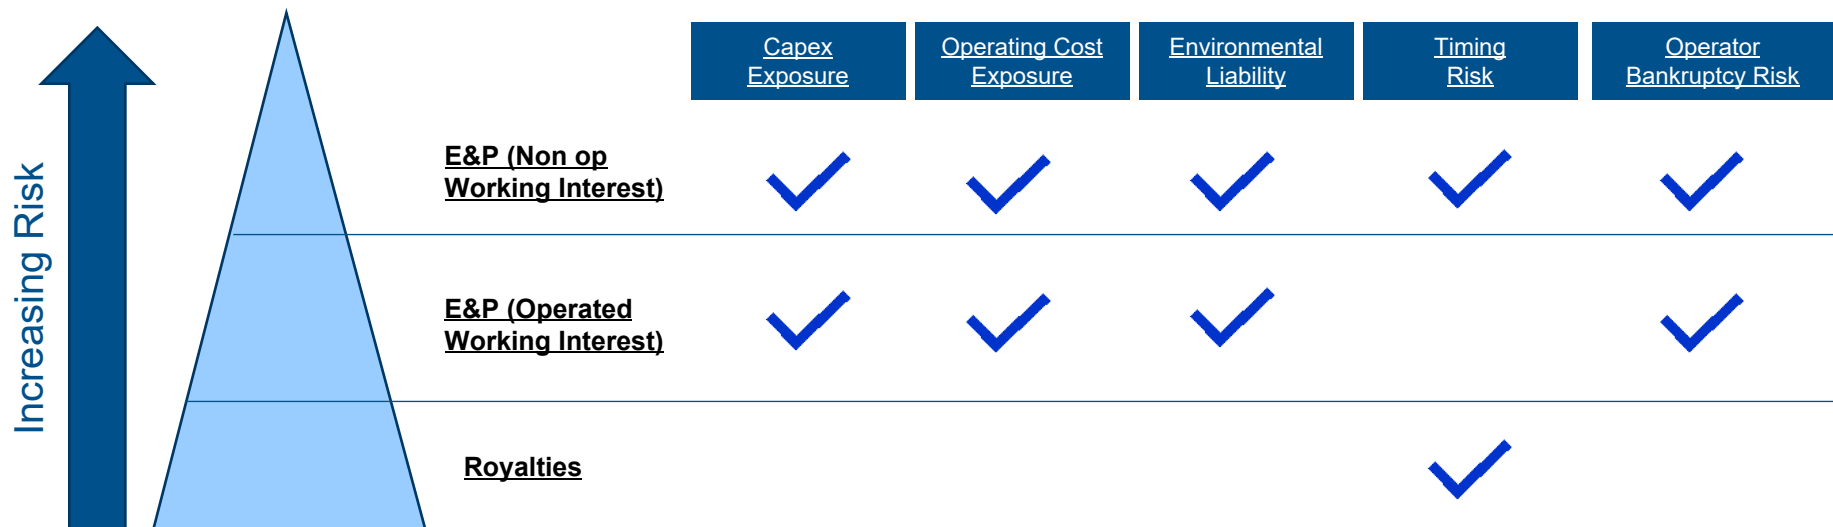 Increasing Risk
Capex
Exposure
Operating Cost
Exposure
Environmental
Liability
Timing
Risk
Operator
Bankruptcy Risk
E&P (Non op
Working Interest)
E&P (Operated
Working Interest)
Royalties